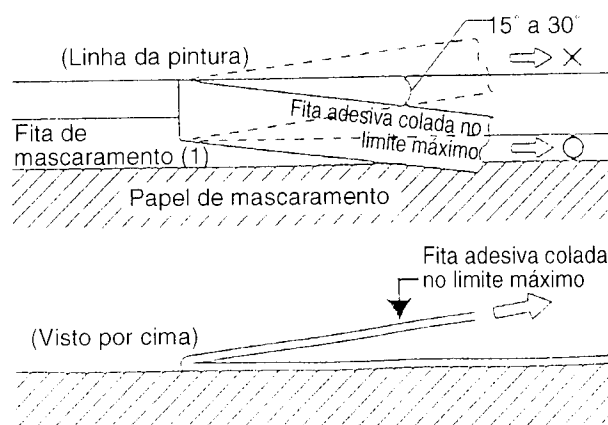 15° a 30°
(Linha da pintura)
Fita adesiva colada no
limite máximo
Fita de
mascaramento (1)
Papel de mascaramento
Fita adesiva colada
no limite máximo
(Visto por cima)